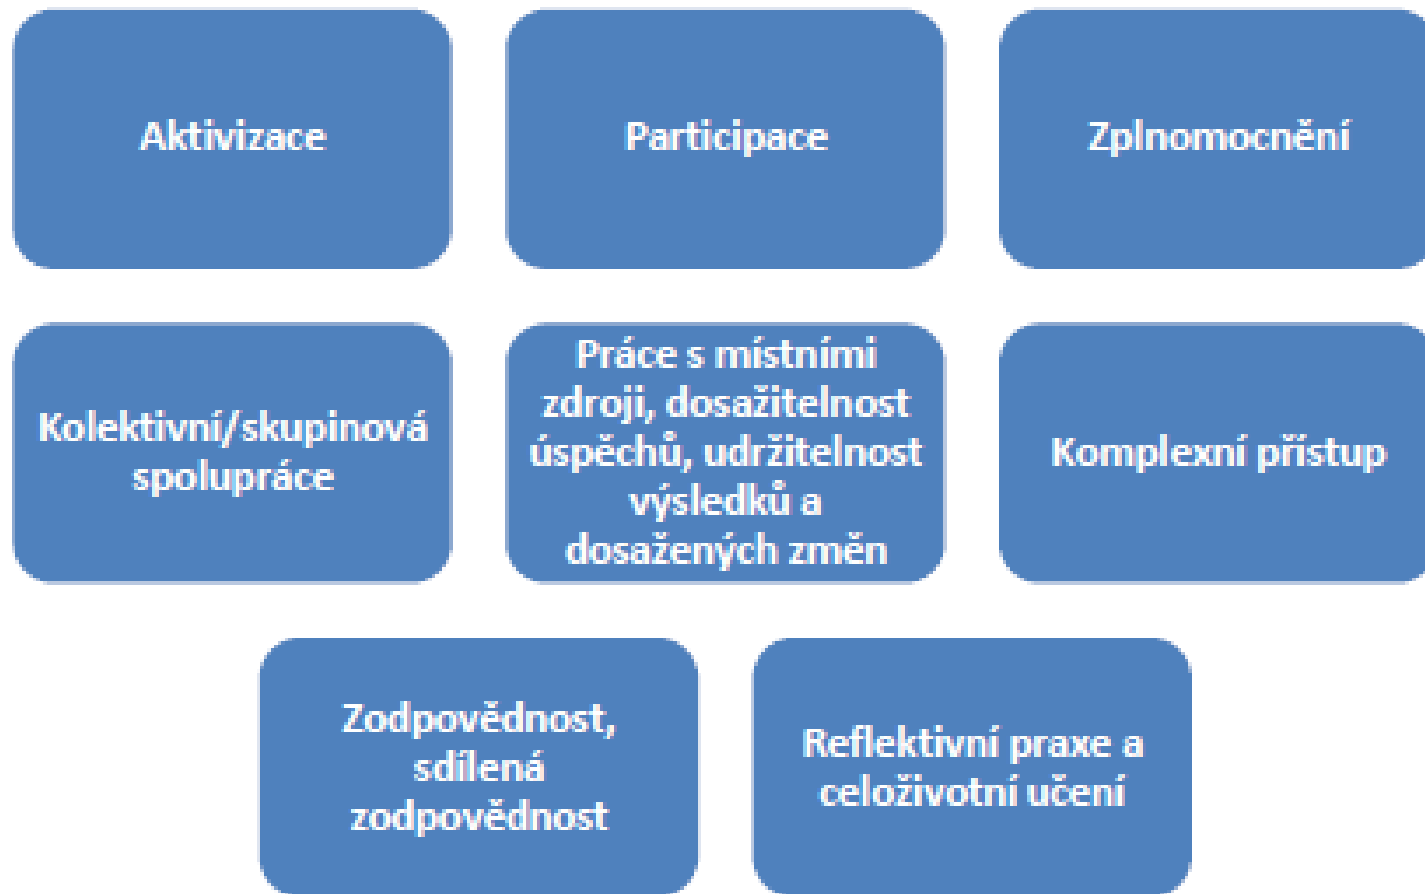 Aktivizace
Participace
Zplnomocnění
Kolektivní/skupinová
spolupráce
Práce s místními
zdroji, dosažitelnost
úspěchů, udržitelnost
výsledků a
dosažených změn
Komplexní přístup
Zodpovědnost,
sdílená
zodpovědnost
Reflektivní praxe a
celoživotní učení